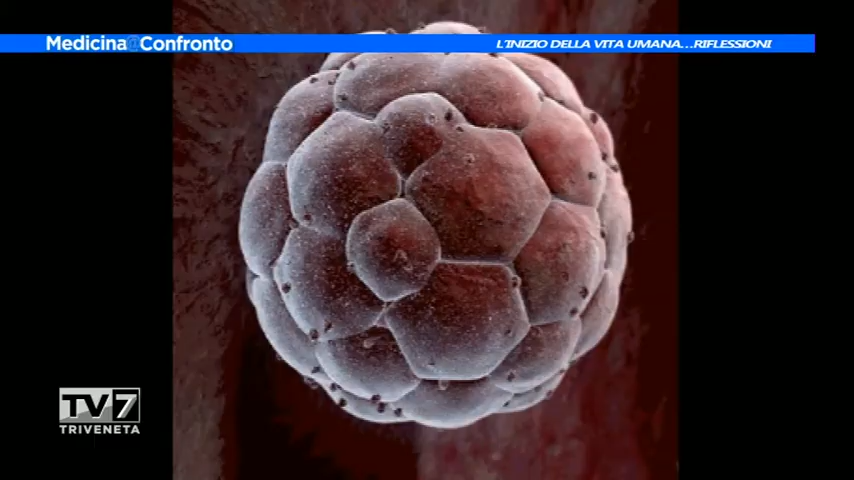 Medicina@Confronto
L'INIZIO DELLA VITA UMANA...RIFLESSIONI
TV7
TRIVENETA